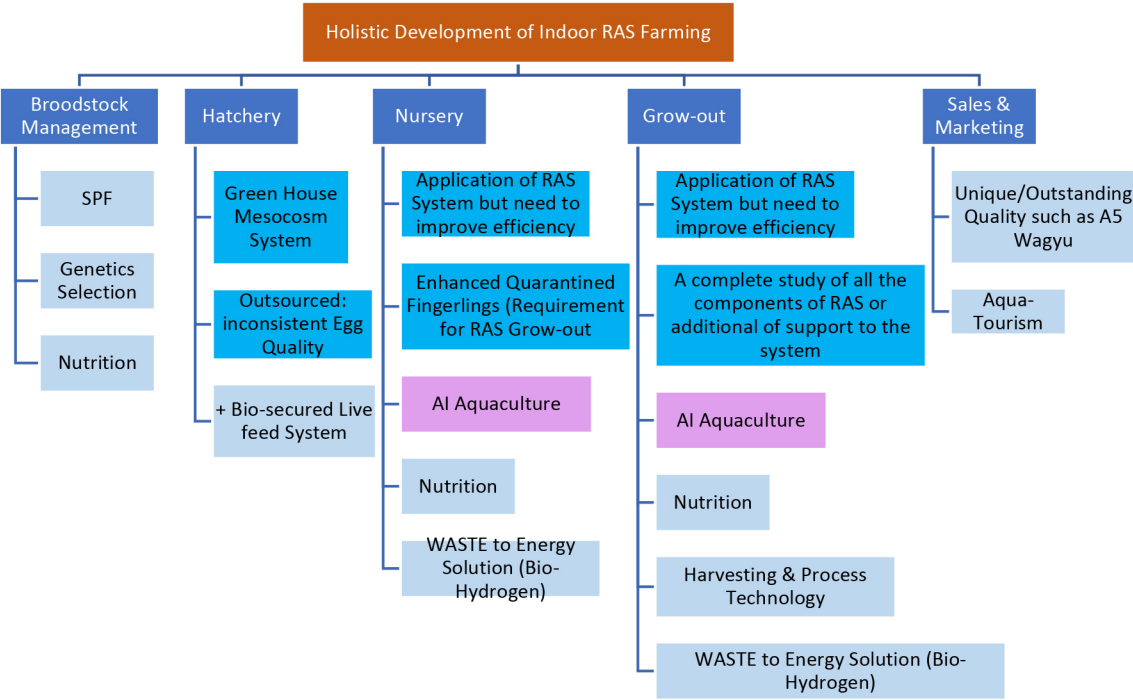 Holistic Development of Indoor RAS Farming
Broodstock
Management
SPF
Genetics
Selection
Nutrition
Hatchery
Green House
Mesocosm
System
Outsourced:
inconsistent Egg
Quality
+ Bio-secured Live
feed System
Nursery
Application of RAS
System but need to
improve efficiency
Enhanced Quarantined
Fingerlings (Requirement
for RAS Grow-out
AI Aquaculture
Nutrition
WASTE to Energy
Solution (Bio-
Hydrogen)
Grow-out
Application of RAS
System but need to
improve efficiency
A complete study of all the
components of RAS or
additional of support to the
system
AI Aquaculture
Nutrition
Harvesting & Process
Technology
WASTE to Energy Solution (Bio-
Hydrogen)
Sales &
Marketing
Unique/Outstanding
Quality such as A5
Wagyu
Aqua-
Tourism